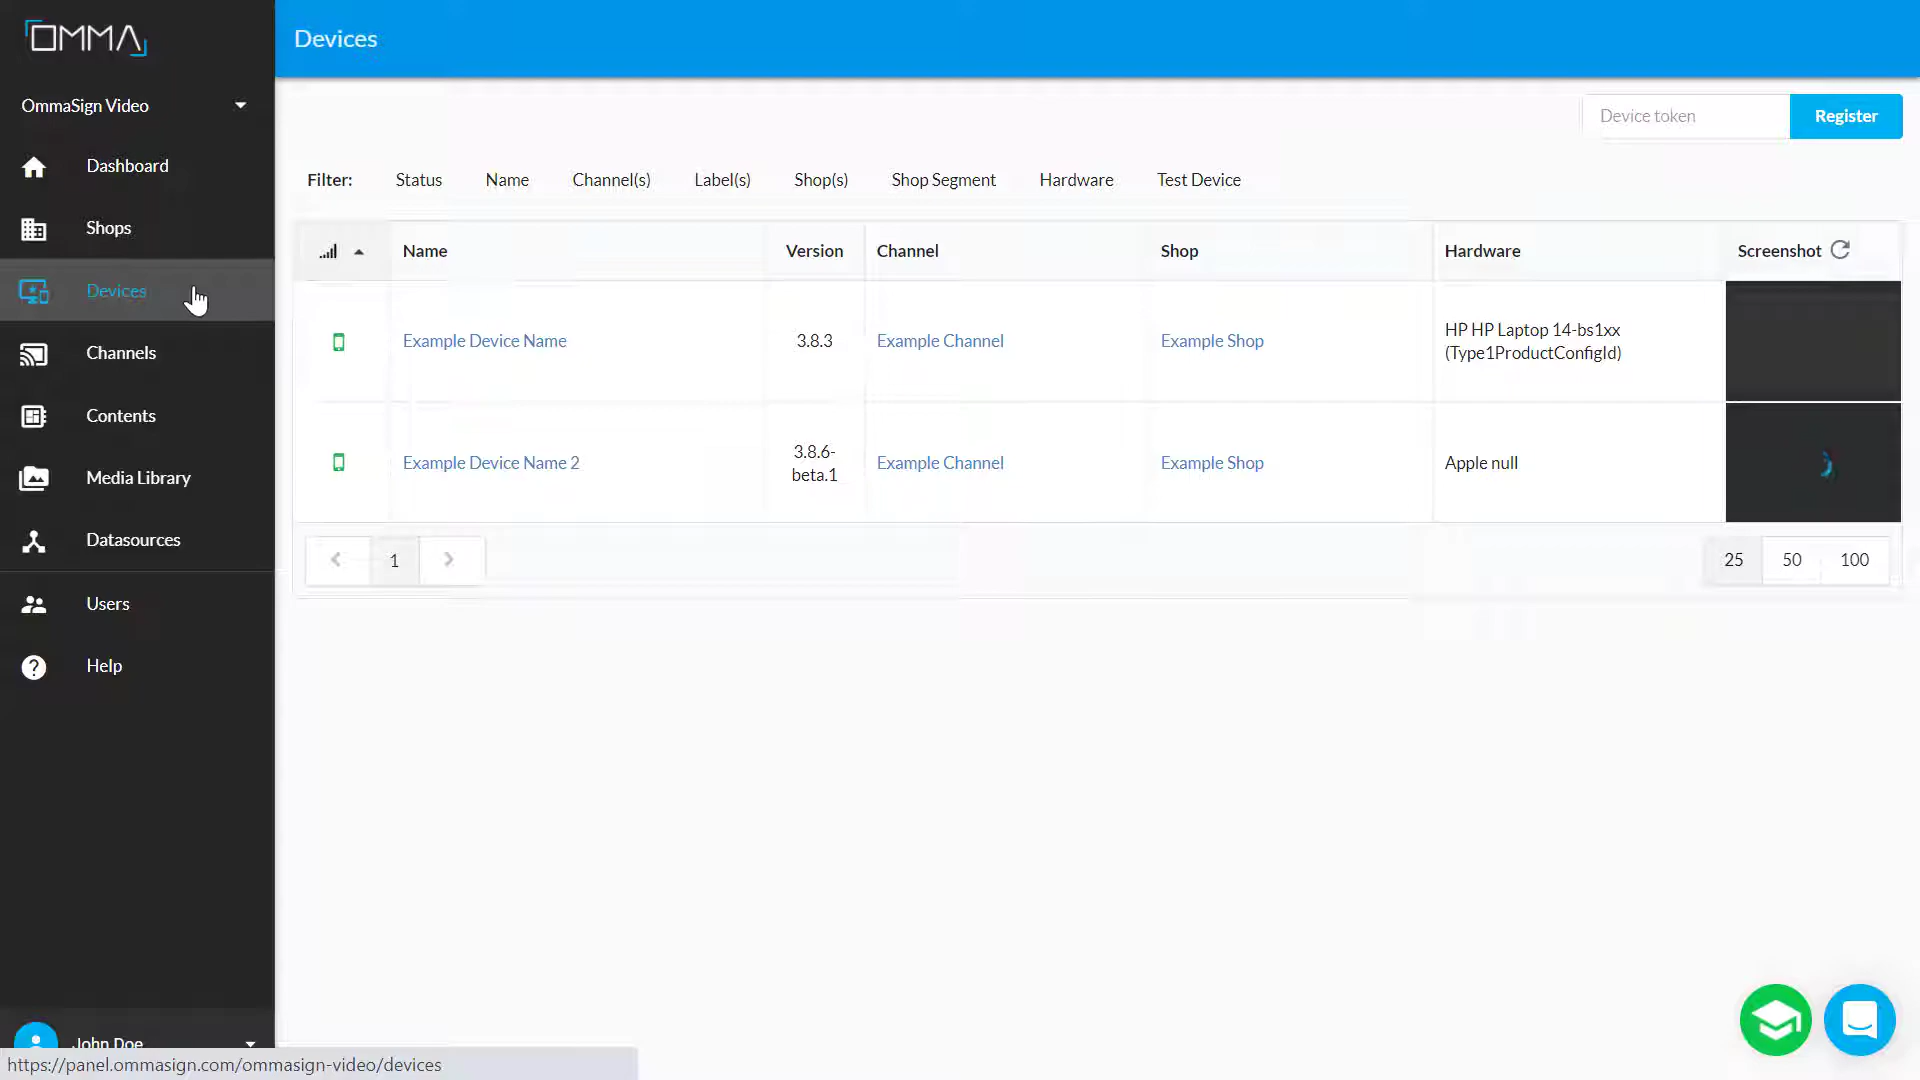 OMMA
Devices
OmmaSign Video
Dashboard
Shops
Devices
Channels
Contents
Media Library
Datasources
Users
Help
John Doe
https://panel.ommasign.com/ommasign-video/devices
Device token
Register
Filter:
Status
Name
Channel(s)
Label(s)
Shop(s)
Shop Segment
Hardware
Test Device
Name
Version
Channel
Shop
Hardware
Screenshot
Example Device Name
3.8.3
Example Channel
Example Shop
HP HP Laptop 14-bs1xx
(Type1ProductConfigId)
Example Device Name 2
3.8.6-
beta.1
Example Channel
Example Shop
Apple null
1
25
50
100